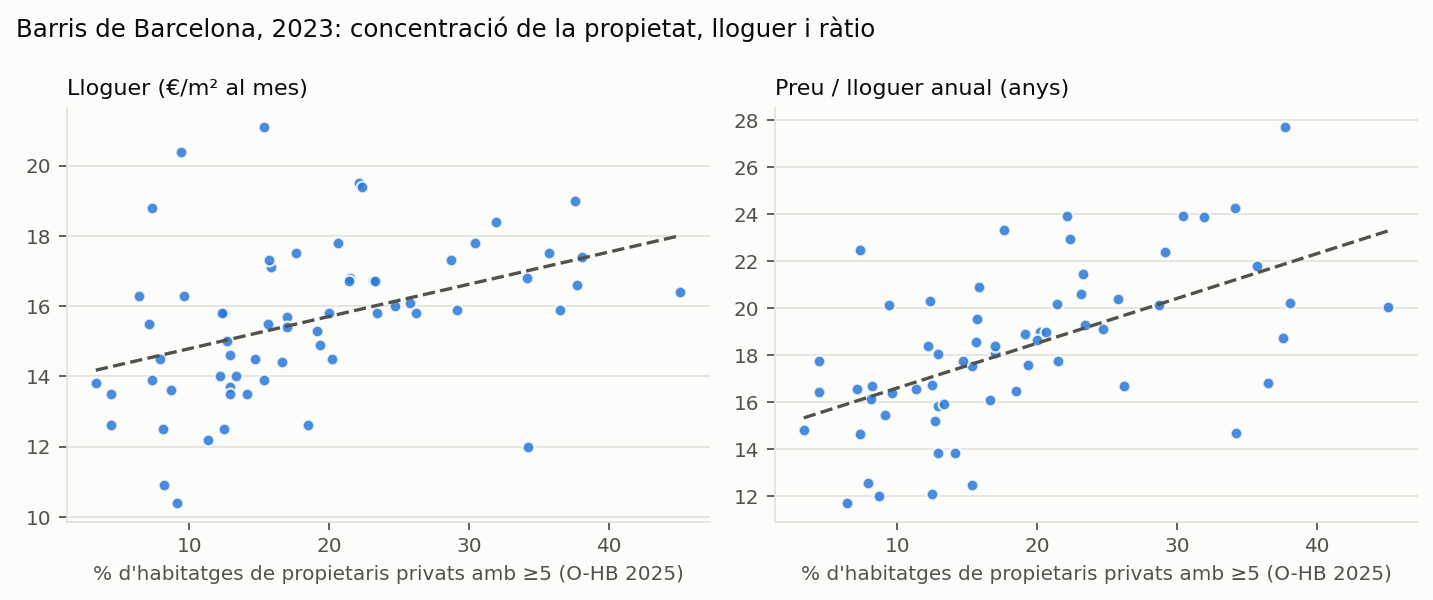 Barris de Barcelona, 2023: concentració de la propietat, lloguer i ràtio
Lloguer (€/m² al mes)
20
18
16
14
12
10
10 20 30 40
% d'habitatges de propietaris privats amb ≥5 (O-HB 2025)
Preu / lloguer anual (anys)
28
26
24
22
20
18
16
14
12
10 20 30 40
% d'habitatges de propietaris privats amb ≥5 (O-HB 2025)